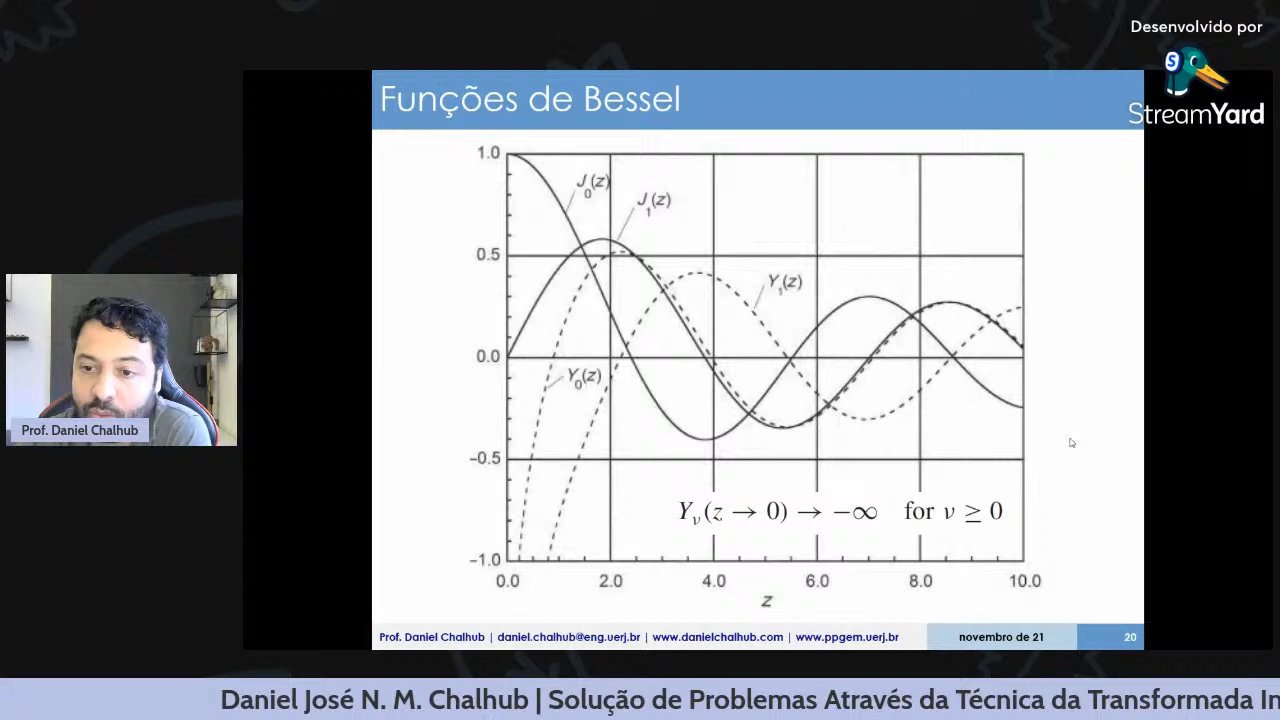 Desenvolvido por
StreamYard
Funções de Bessel
1.0
0.5
0.0
−0.5
−1.0
J₀(z)
J₁(z)
Y₁(z)
Y₀(z)
Yᵥ(z → 0) → −∞ for ν ≥ 0
0.0 2.0 4.0 6.0 8.0 10.0
z
Prof. Daniel Chalhub
Prof. Daniel Chalhub | daniel.chalhub@eng.uerj.br | www.danielchalhub.com | www.ppgem.uerj.br novembro de 21 20
Daniel José N. M. Chalhub | Solução de Problemas Através da Técnica da Transformada In